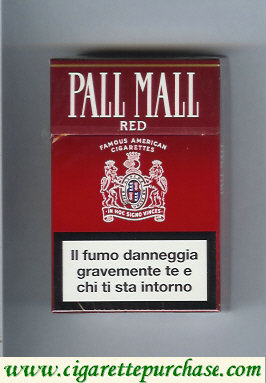 PALL MALL
RED
FAMOUS AMERICAN
CIGARETTES
IN HOC SIGNO VINCES
Il fumo danneggia
gravemente te e
chi ti sta intorno
www.cigarettepurchase.com